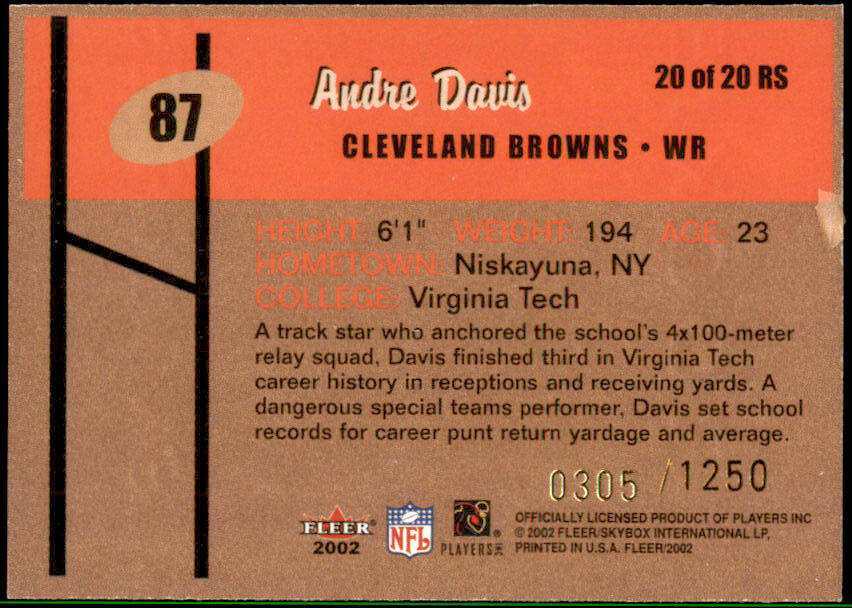 87
Andre Davis
20 of 20 RS
CLEVELAND BROWNS • WR
HEIGHT: 6'1" WEIGHT: 194 AGE: 23
HOMETOWN: Niskayuna, NY
COLLEGE: Virginia Tech
A track star who anchored the school's 4x100-meter
relay squad, Davis finished third in Virginia Tech
career history in receptions and receiving yards. A
dangerous special teams performer, Davis set school
records for career punt return yardage and average.
0305 /1250
FLEER
2002
NFL
PLAYERS INC
OFFICIALLY LICENSED PRODUCT OF PLAYERS INC
© 2002 FLEER/SKYBOX INTERNATIONAL LP,
PRINTED IN U.S.A. FLEER/2002